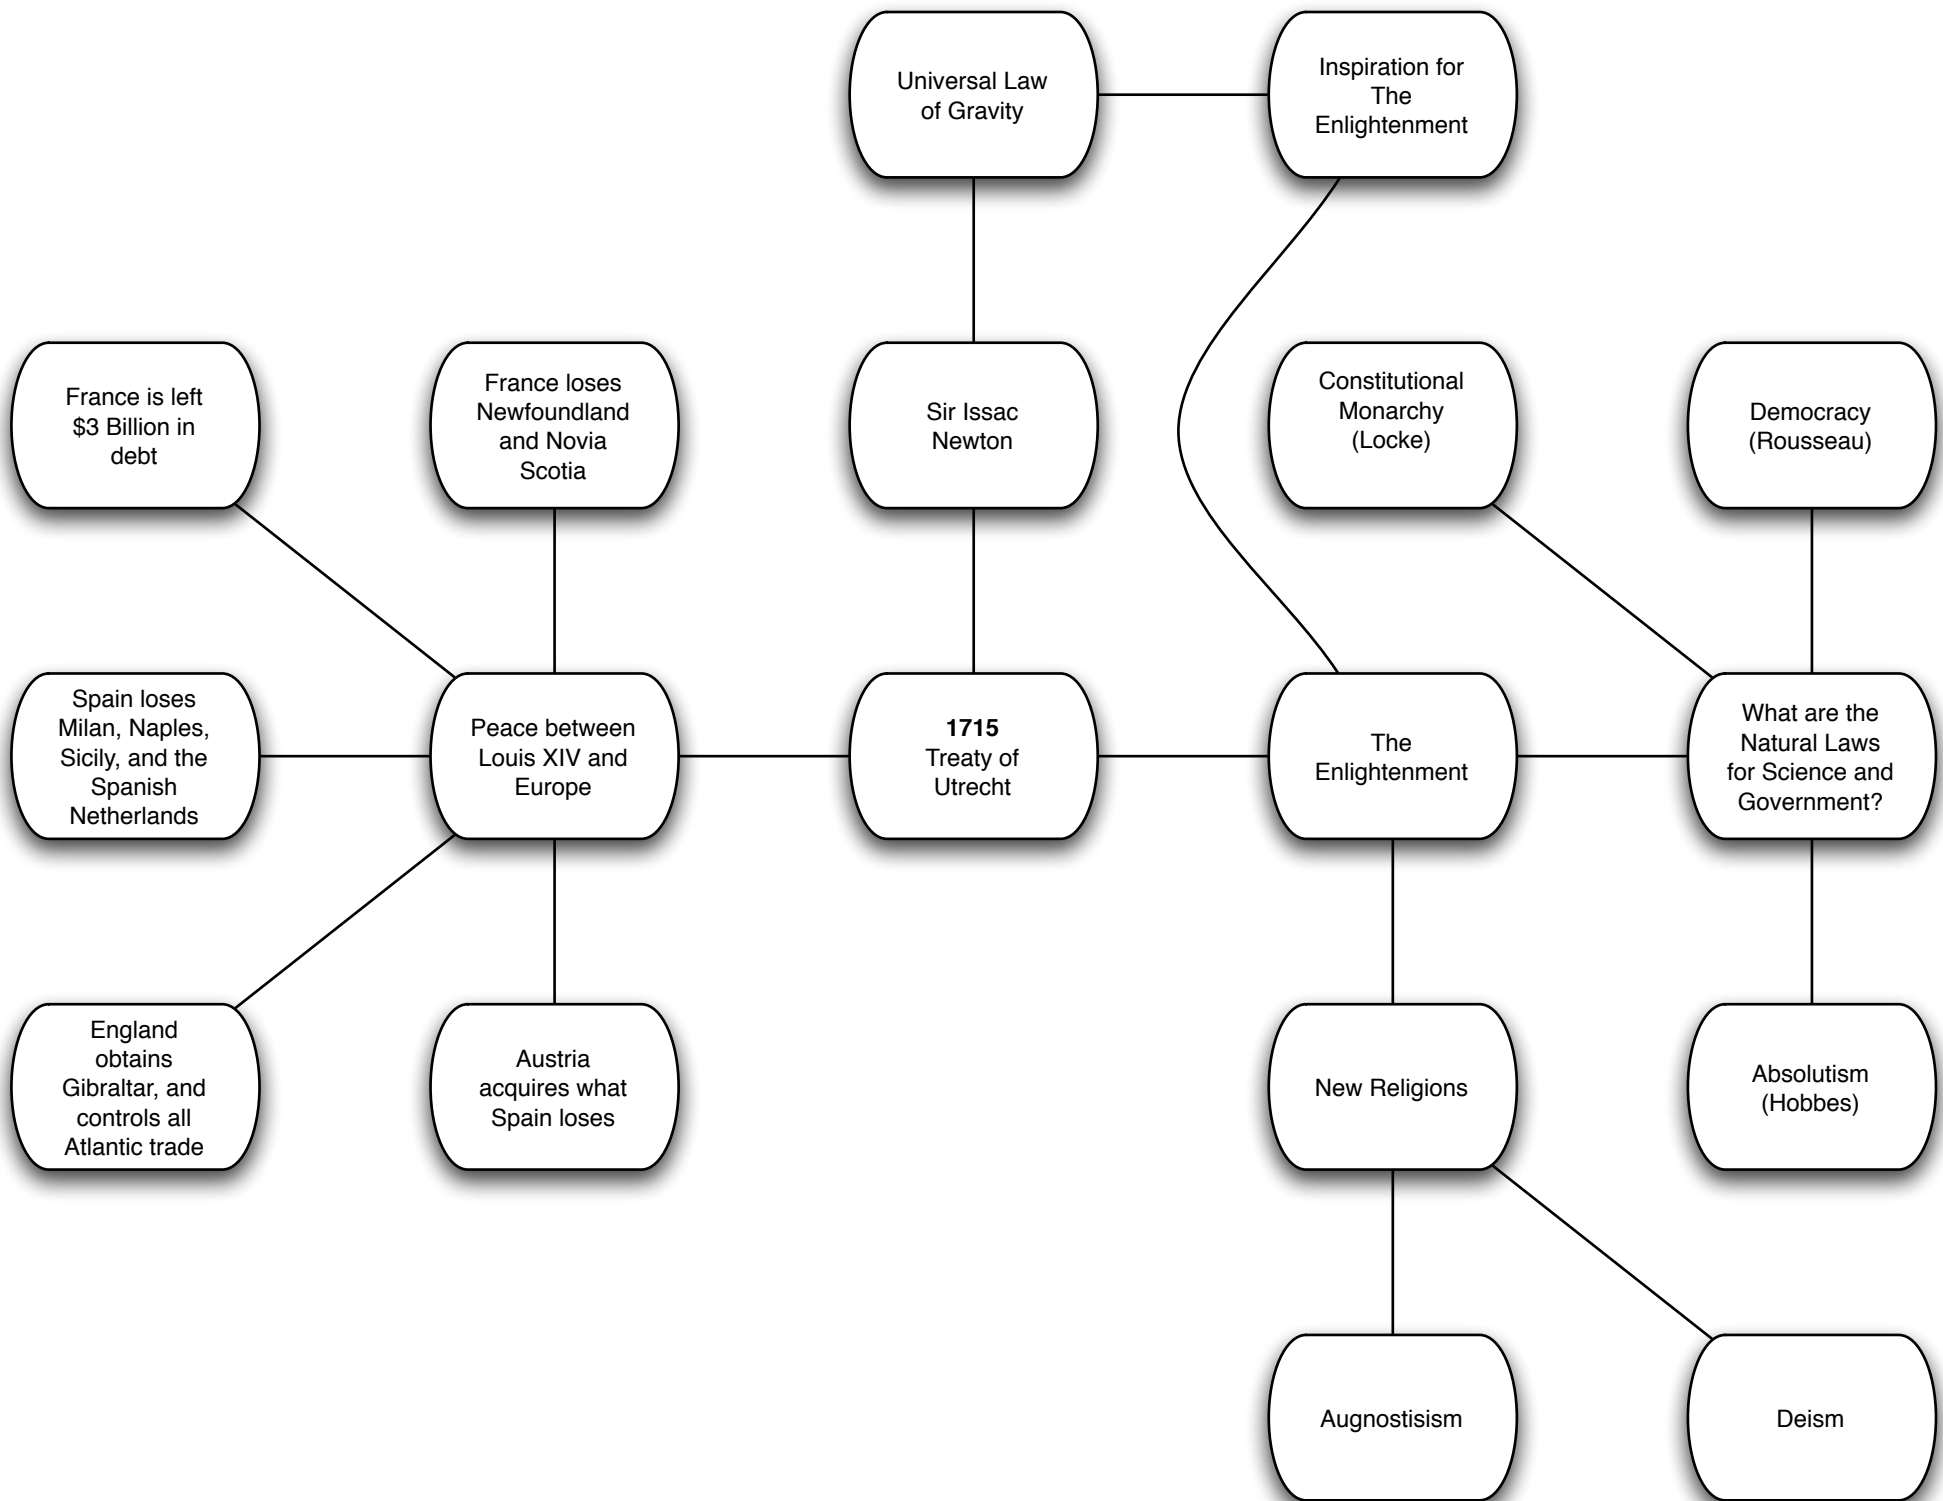 Universal Law
of Gravity
Inspiration for
The
Enlightenment
France is left
$3 Billion in
debt
France loses
Newfoundland
and Novia
Scotia
Sir Issac
Newton
Constitutional
Monarchy
(Locke)
Democracy
(Rousseau)
Spain loses
Milan, Naples,
Sicily, and the
Spanish
Netherlands
Peace between
Louis XIV and
Europe
1715
Treaty of
Utrecht
The
Enlightenment
What are the
Natural Laws
for Science and
Government?
England
obtains
Gibraltar, and
controls all
Atlantic trade
Austria
acquires what
Spain loses
New Religions
Absolutism
(Hobbes)
Augnostisism
Deism